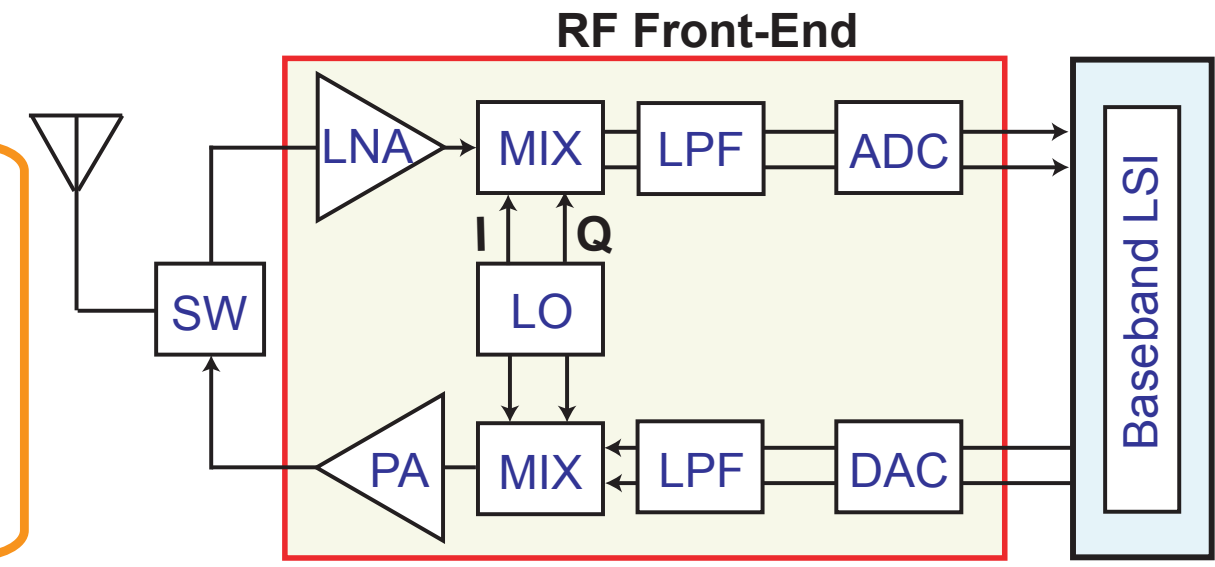 RF Front-End
LNA
MIX
LPF
ADC
I
Q
SW
LO
Baseband LSI
PA
MIX
LPF
DAC